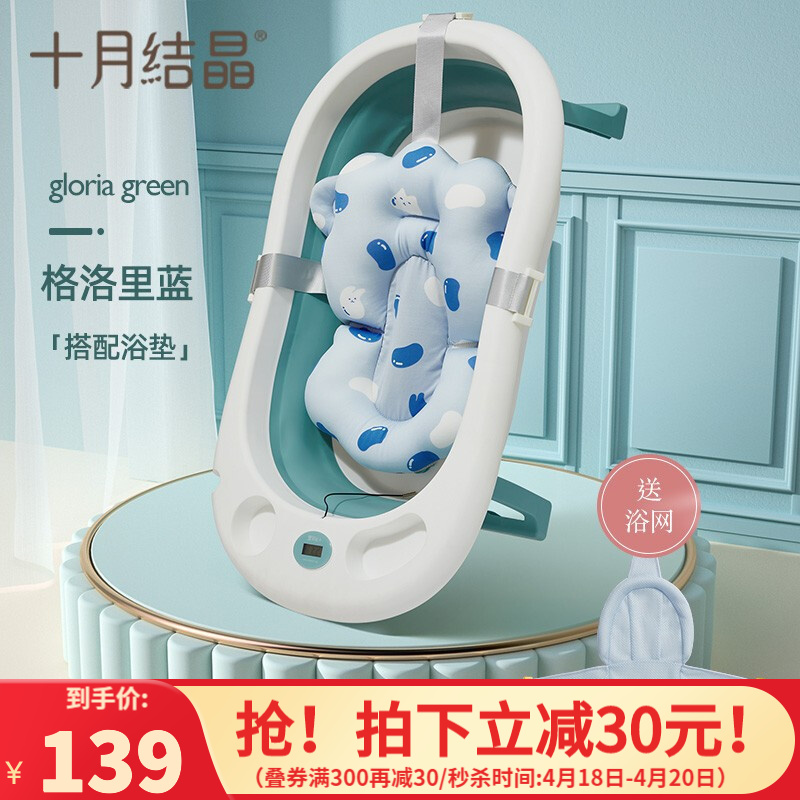 十月結晶®
gloria green
格洛里蓝
「搭配浴垫」
送
浴网
到手价:
¥139
抢！拍下立减30元！
（叠券满300再减30/秒杀时间:4月18日-4月20日）